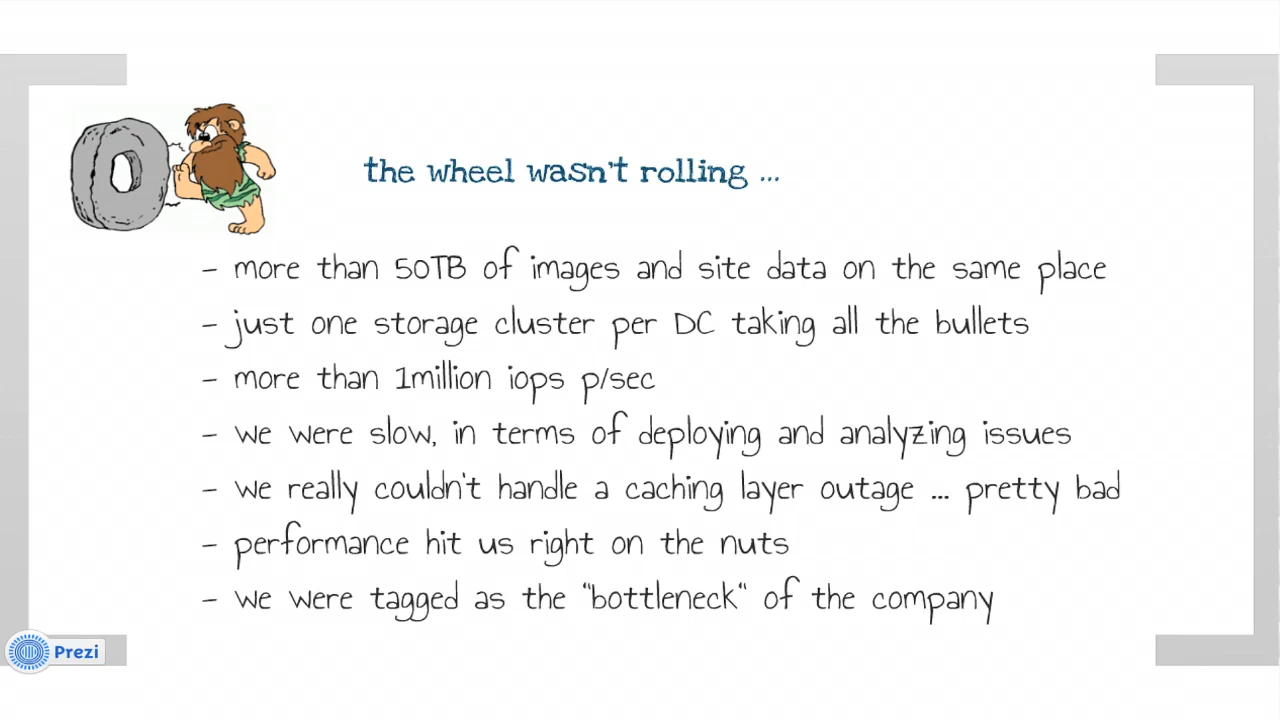 the wheel wasn't rolling ...
- more than 50TB of images and site data on the same place
- just one storage cluster per DC taking all the bullets
- more than 1million iops p/sec
- we were slow, in terms of deploying and analyzing issues
- we really couldn't handle a caching layer outage ... pretty bad
- performance hit us right on the nuts
- we were tagged as the "bottleneck" of the company
Prezi